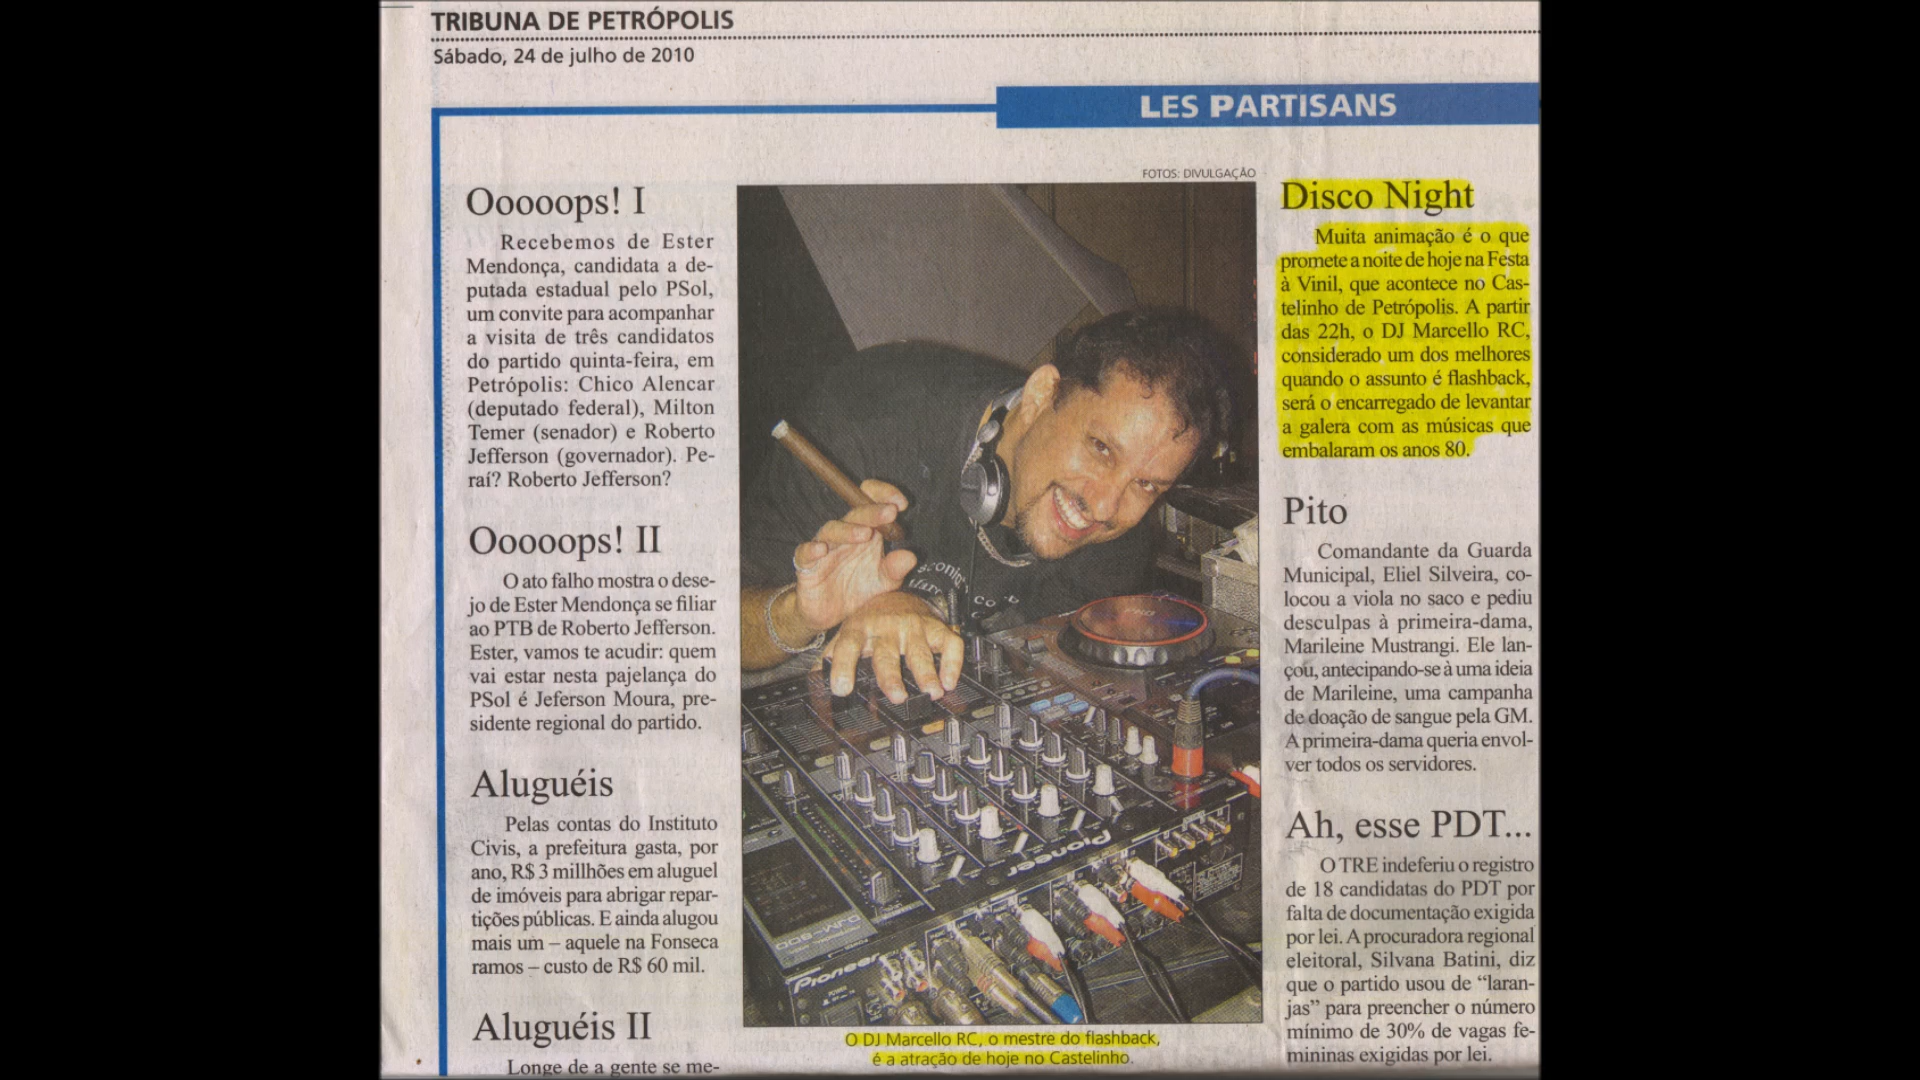 TRIBUNA DE PETRÓPOLIS
Sábado, 24 de julho de 2010
LES PARTISANS
Ooooops! I
Recebemos de Ester
Mendonça, candidata a de-
putada estadual pelo PSol,
um convite para acompanhar
a visita de três candidatos
do partido quinta-feira, em
Petrópolis: Chico Alencar
(deputado federal), Milton
Temer (senador) e Roberto
Jefferson (governador). Pe-
raí? Roberto Jefferson?
Ooooops! II
O ato falho mostra o dese-
jo de Ester Mendonça se filiar
ao PTB de Roberto Jefferson.
Ester, vamos te acudir: quem
vai estar nesta pajelança do
PSol é Jeferson Moura, pre-
sidente regional do partido.
Aluguéis
Pelas contas do Instituto
Civis, a prefeitura gasta, por
ano, R$ 3 millhões em aluguel
de imóveis para abrigar repar-
tições públicas. E ainda alugou
mais um – aquele na Fonseca
ramos – custo de R$ 60 mil.
Aluguéis II
Longe de a gente se me-
FOTOS: DIVULGAÇÃO
Pioneer
DJM-800
Pioneer
O DJ Marcello RC, o mestre do flashback,
é a atração de hoje no Castelinho.
Disco Night
Muita animação é o que
promete a noite de hoje na Festa
à Vinil, que acontece no Cas-
telinho de Petrópolis. A partir
das 22h, o DJ Marcello RC,
considerado um dos melhores
quando o assunto é flashback,
será o encarregado de levantar
a galera com as músicas que
embalaram os anos 80.
Pito
Comandante da Guarda
Municipal, Eliel Silveira, co-
locou a viola no saco e pediu
desculpas à primeira-dama,
Marileine Mustrangi. Ele lan-
çou, antecipando-se à uma ideia
de Marileine, uma campanha
de doação de sangue pela GM.
A primeira-dama queria envol-
ver todos os servidores.
Ah, esse PDT...
O TRE indeferiu o registro
de 18 candidatas do PDT por
falta de documentação exigida
por lei. A procuradora regional
eleitoral, Silvana Batini, diz
que o partido usou de “laran-
jas” para preencher o número
mínimo de 30% de vagas fe-
mininas exigidas por lei.